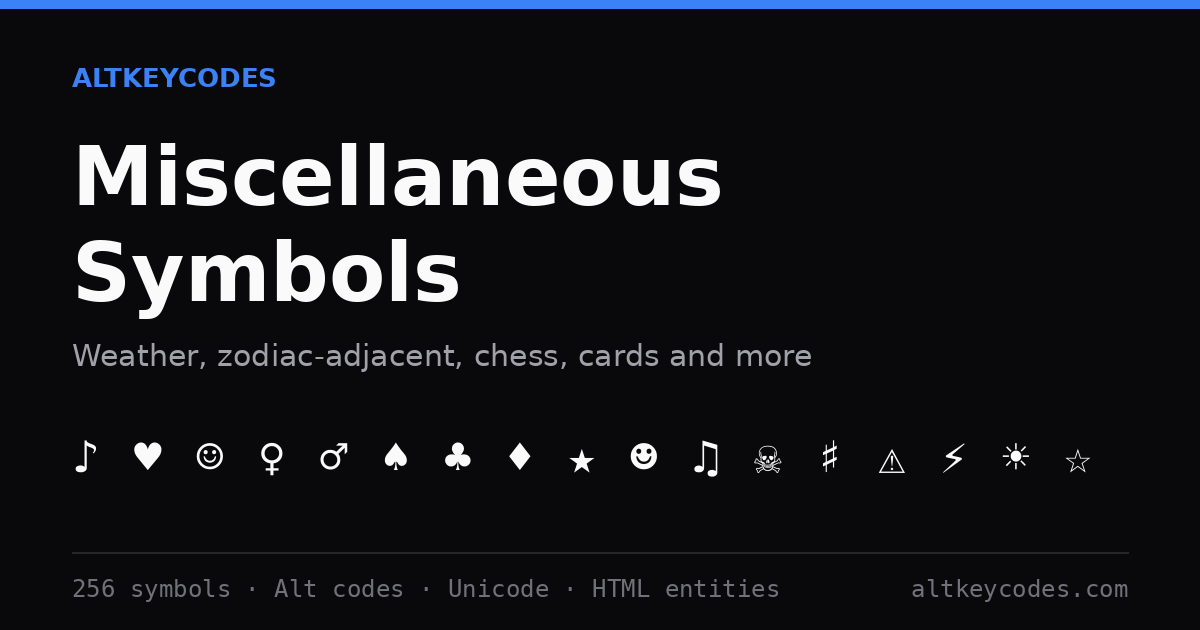 ALTKEYCODES
Miscellaneous
Symbols
Weather, zodiac-adjacent, chess, cards and more
♪ ♥ ☺ ♀ ♂ ♠ ♣ ♦ ★ ☻ ♫ ☠ ♯ ⚠ ⚡ ☀ ☆
256 symbols · Alt codes · Unicode · HTML entities altkeycodes.com